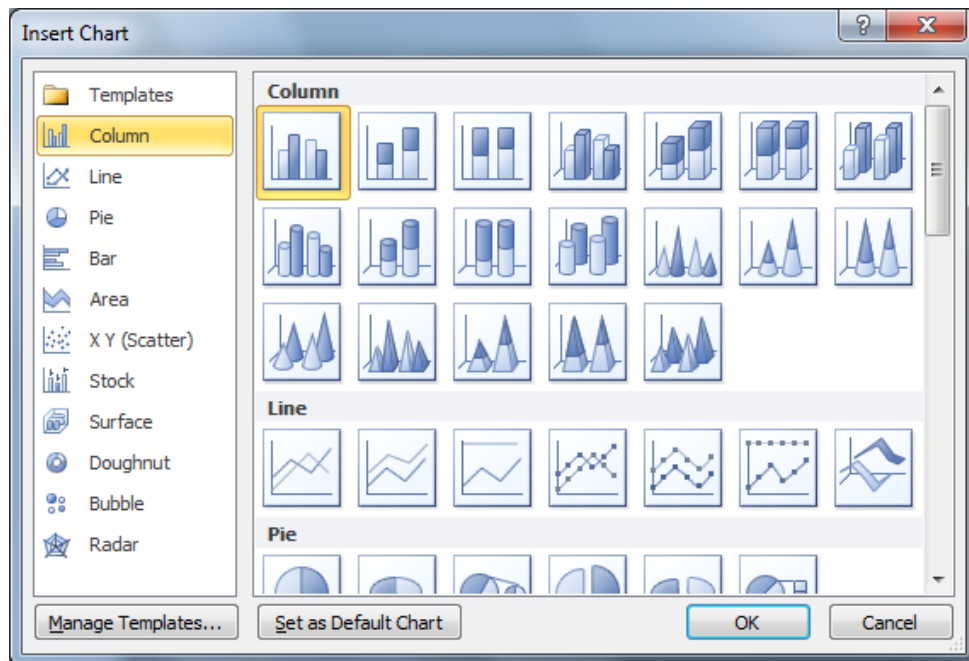 Insert Chart
Templates
Column
Line
Pie
Bar
Area
X Y (Scatter)
Stock
Surface
Doughnut
Bubble
Radar
Column
Line
Pie
Manage Templates...
Set as Default Chart
OK
Cancel